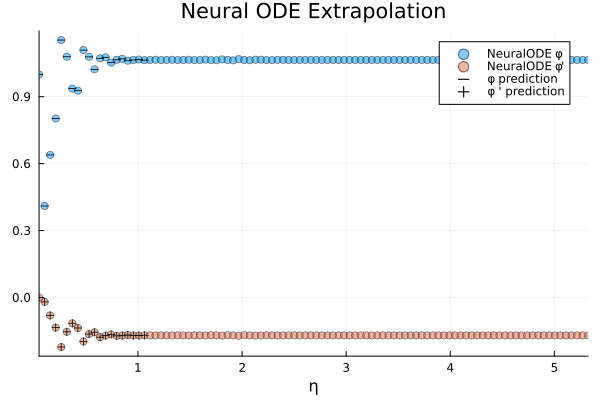 Neural ODE Extrapolation
NeuralODE φ
NeuralODE φ'
φ prediction
φ ' prediction
0.9
0.6
0.3
0.0
1
2
3
4
5
η